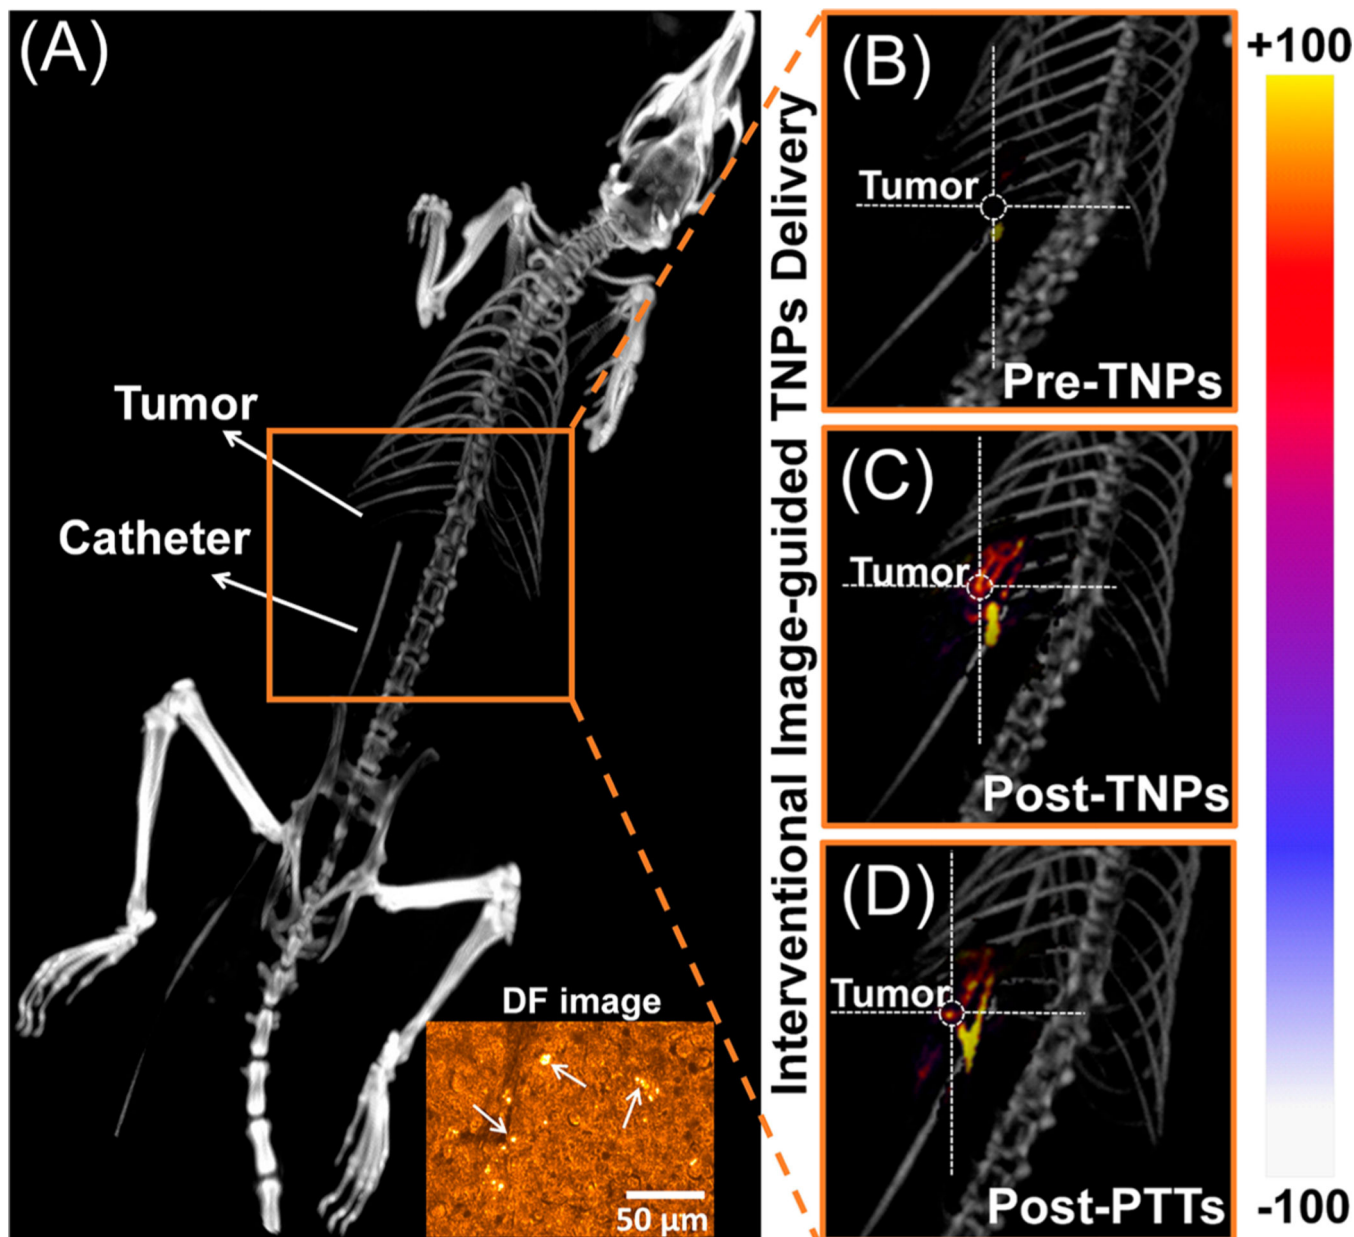 (A)
Tumor
Catheter
DF image
50 µm
Interventional Image-guided TNPs Delivery
(B)
Tumor
Pre-TNPs
(C)
Tumor
Post-TNPs
(D)
Tumor
Post-PTTs
+100
-100